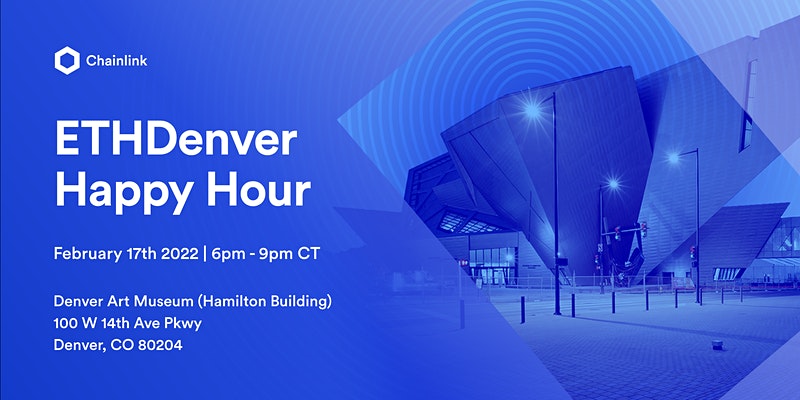 Chainlink
ETHDenver
Happy Hour
February 17th 2022 | 6pm - 9pm CT
Denver Art Museum (Hamilton Building)
100 W 14th Ave Pkwy
Denver, CO 80204